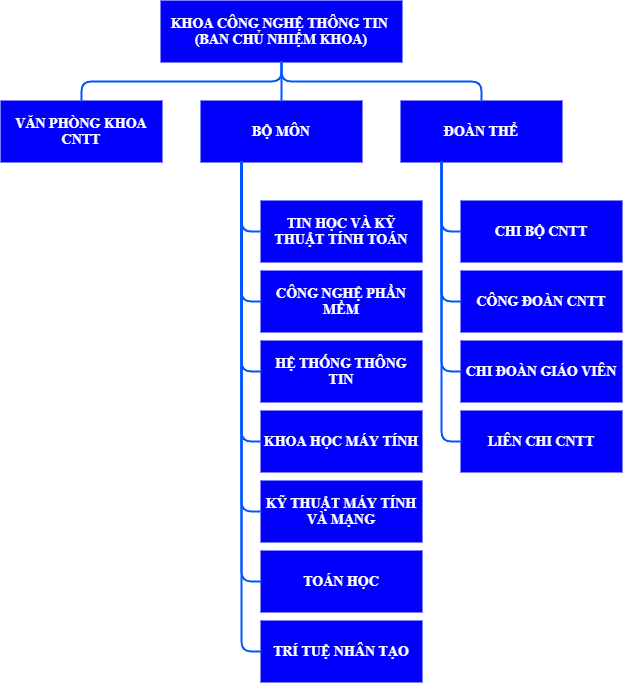 KHOA CÔNG NGHỆ THÔNG TIN
(BAN CHỦ NHIỆM KHOA)
VĂN PHÒNG KHOA
CNTT
BỘ MÔN
ĐOÀN THỂ
TIN HỌC VÀ KỸ
THUẬT TÍNH TOÁN
CÔNG NGHỆ PHẦN
MỀM
HỆ THỐNG THÔNG
TIN
KHOA HỌC MÁY TÍNH
KỸ THUẬT MÁY TÍNH
VÀ MẠNG
TOÁN HỌC
TRÍ TUỆ NHÂN TẠO
CHI BỘ CNTT
CÔNG ĐOÀN CNTT
CHI ĐOÀN GIÁO VIÊN
LIÊN CHI CNTT